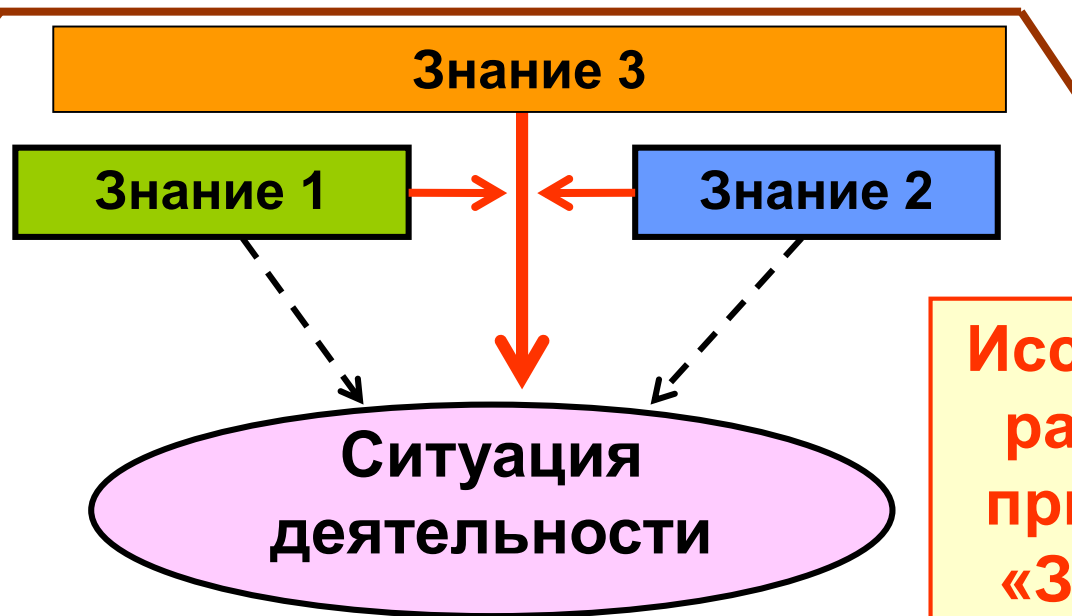 Знание 3
Знание 1
Знание 2
Ситуация
деятельности